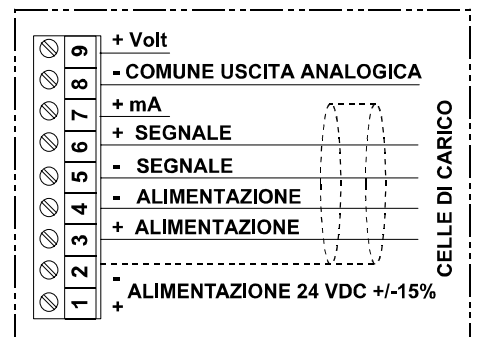 9 + Volt
8 - COMUNE USCITA ANALOGICA
7 + mA
6 + SEGNALE
5 - SEGNALE
4 - ALIMENTAZIONE
3 + ALIMENTAZIONE
2 -
1 + ALIMENTAZIONE 24 VDC +/-15%
CELLE DI CARICO